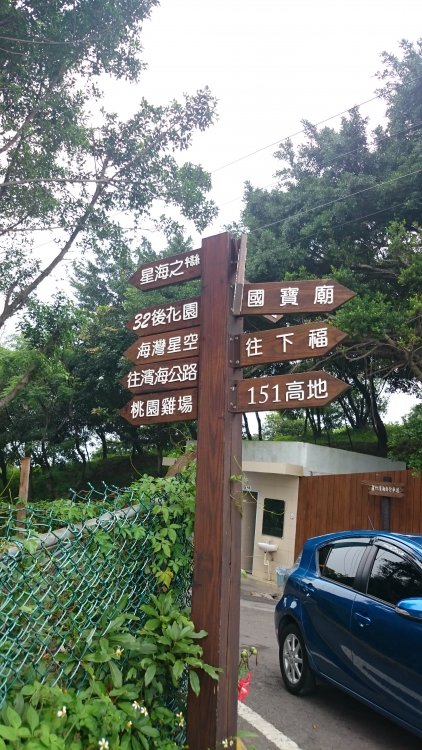 星海之戀
32後花園
海灣星空
往濱海公路
桃園雞場
國寶廟
往下福
151高地